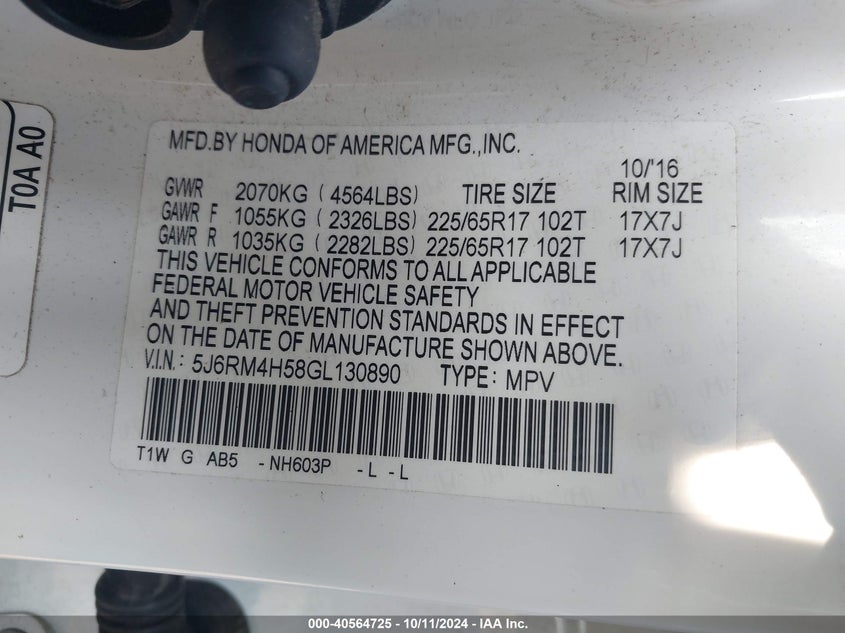 T0A A0
MFD.BY HONDA OF AMERICA MFG.,INC.
10/'16
GVWR 2070KG (4564LBS) TIRE SIZE RIM SIZE
GAWR F 1055KG (2326LBS) 225/65R17 102T 17X7J
GAWR R 1035KG (2282LBS) 225/65R17 102T 17X7J
THIS VEHICLE CONFORMS TO ALL APPLICABLE
FEDERAL MOTOR VEHICLE SAFETY
AND THEFT PREVENTION STANDARDS IN EFFECT
ON THE DATE OF MANUFACTURE SHOWN ABOVE.
V.I.N.: 5J6RM4H58GL130890 TYPE: MPV
T1W G AB5 -NH603P -L -L
000-40564725 - 10/11/2024 - IAA Inc.